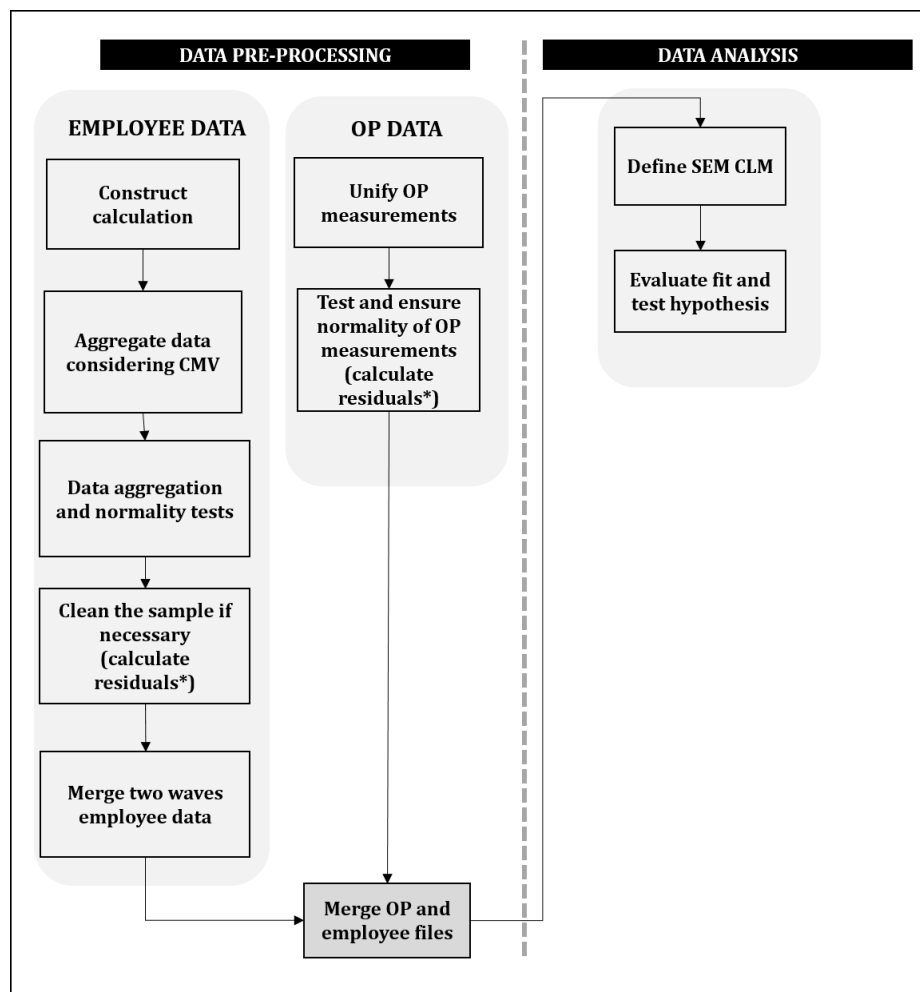 DATA PRE-PROCESSING
DATA ANALYSIS
EMPLOYEE DATA
Construct
calculation
Aggregate data
considering CMV
Data aggregation
and normality tests
Clean the sample if
necessary
(calculate
residuals*)
Merge two waves
employee data
OP DATA
Unify OP
measurements
Test and ensure
normality of OP
measurements
(calculate
residuals*)
Merge OP and
employee files
Define SEM CLM
Evaluate fit and
test hypothesis